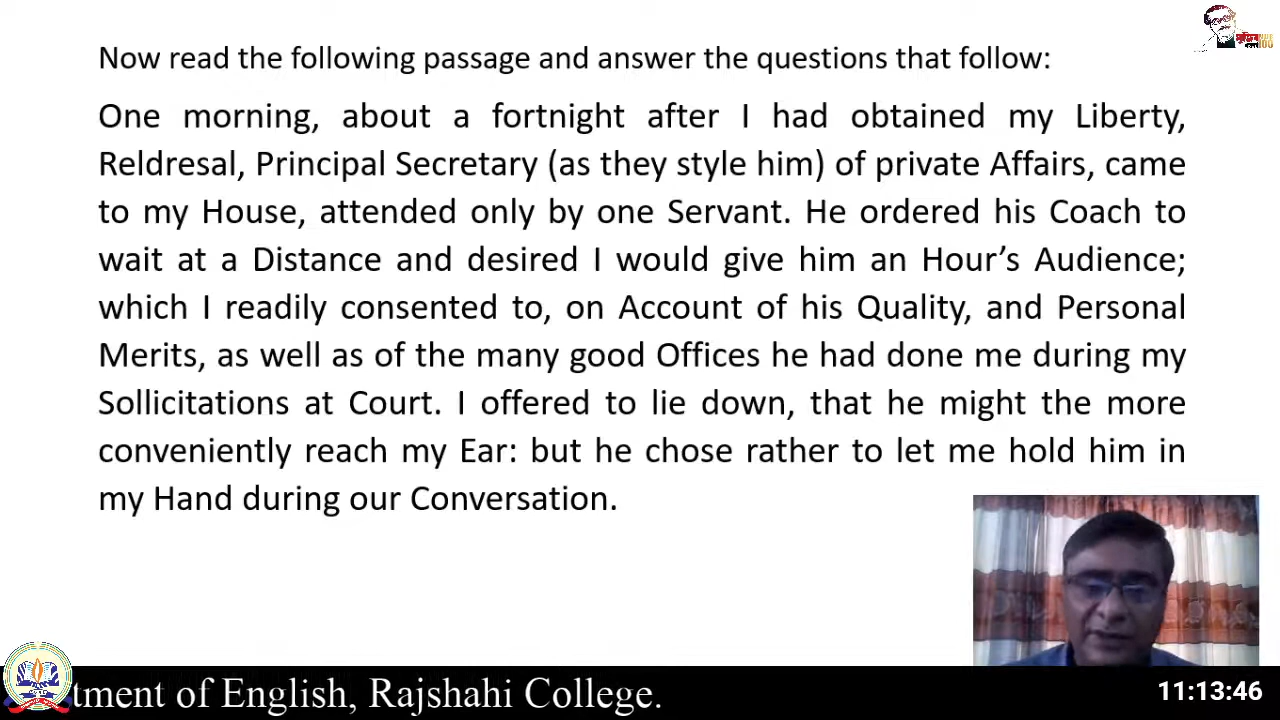 Now read the following passage and answer the questions that follow:
One morning, about a fortnight after I had obtained my Liberty,
Reldresal, Principal Secretary (as they style him) of private Affairs, came
to my House, attended only by one Servant. He ordered his Coach to
wait at a Distance and desired I would give him an Hour’s Audience;
which I readily consented to, on Account of his Quality, and Personal
Merits, as well as of the many good Offices he had done me during my
Sollicitations at Court. I offered to lie down, that he might the more
conveniently reach my Ear: but he chose rather to let me hold him in
my Hand during our Conversation.
tment of English, Rajshahi College.
11:13:46